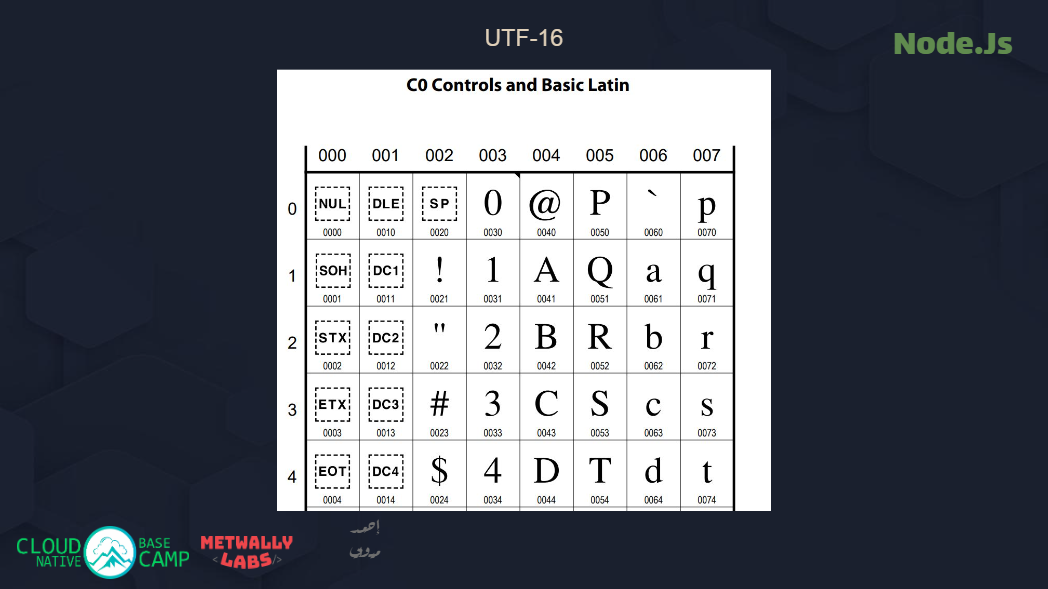 UTF-16
Node.Js
C0 Controls and Basic Latin
000 001 002 003 004 005 006 007
0 NUL DLE SP 0 @ P ` p
0000 0010 0020 0030 0040 0050 0060 0070
1 SOH DC1 ! 1 A Q a q
0001 0011 0021 0031 0041 0051 0061 0071
2 STX DC2 " 2 B R b r
0002 0012 0022 0032 0042 0052 0062 0072
3 ETX DC3 # 3 C S c s
0003 0013 0023 0033 0043 0053 0063 0073
4 EOT DC4 $ 4 D T d t
0004 0014 0024 0034 0044 0054 0064 0074
CLOUD NATIVE BASE CAMP
METWALLY
<LABS/>
احمد